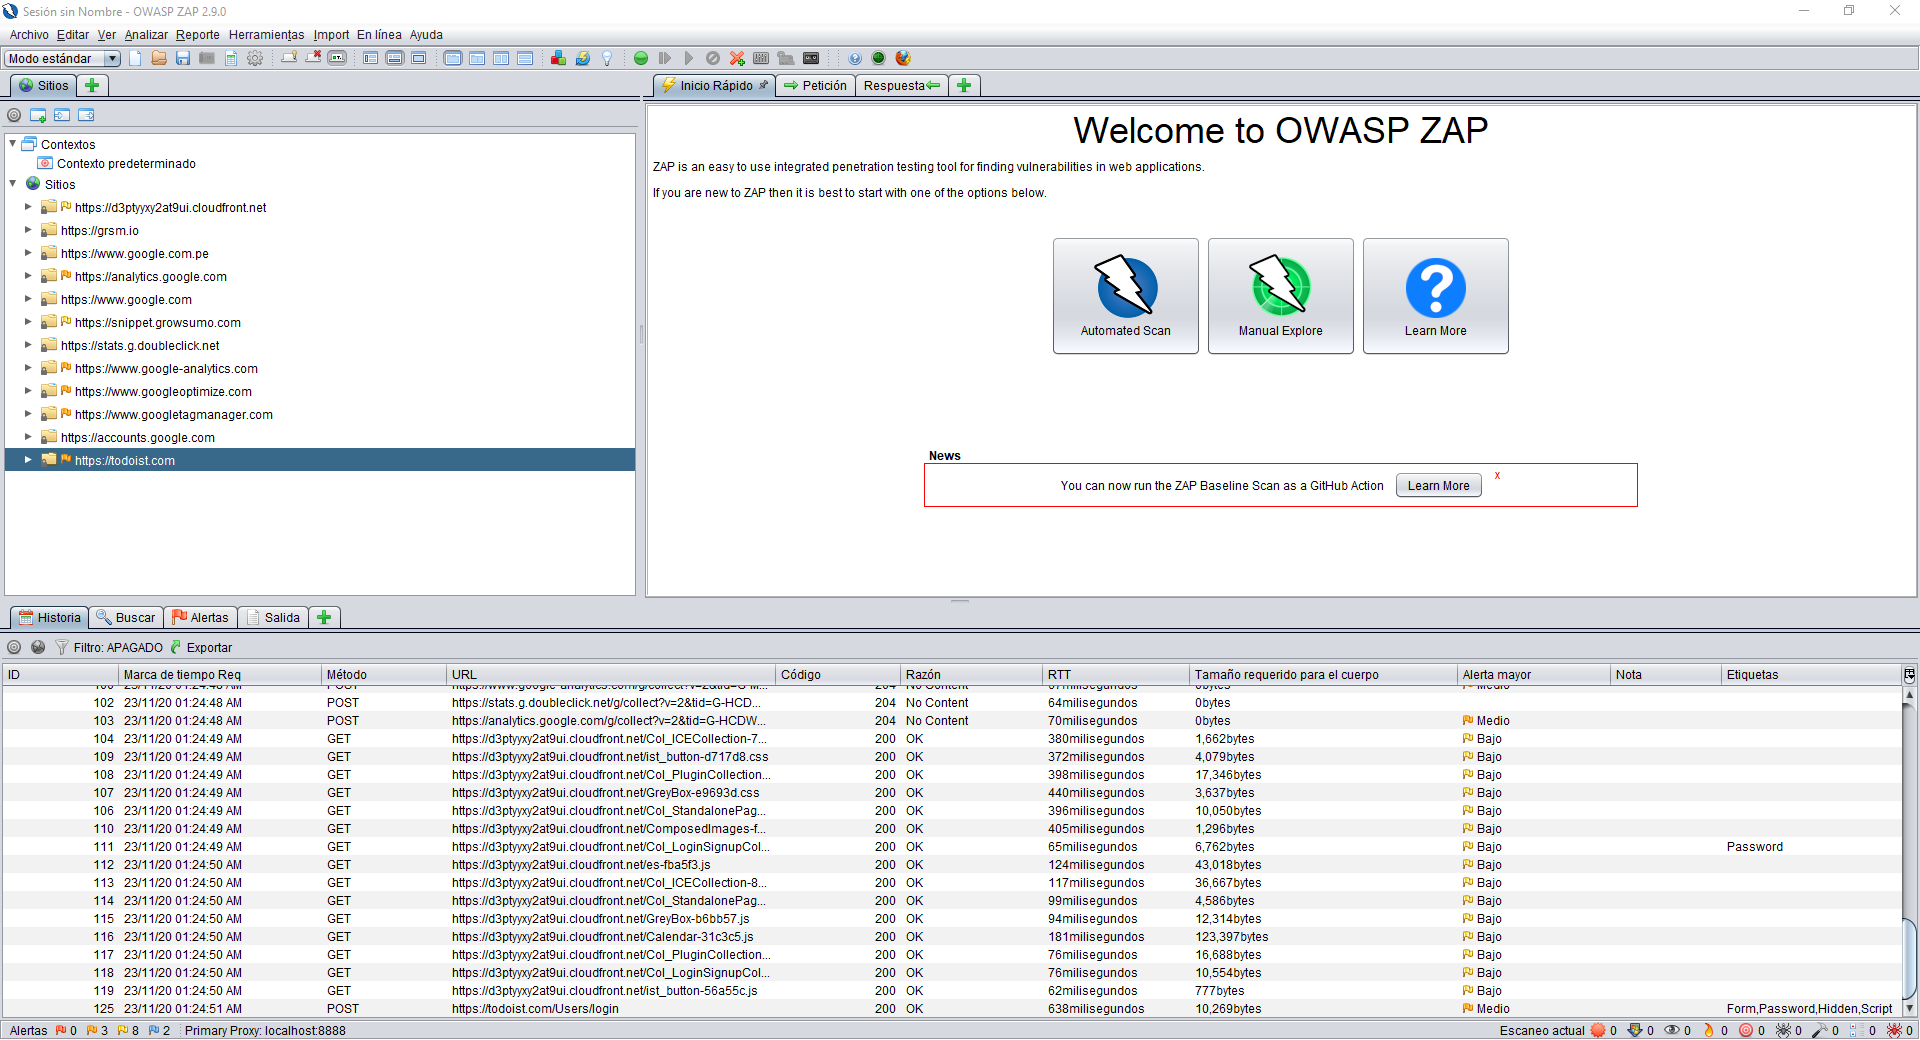 Sesión sin Nombre - OWASP ZAP 2.9.0
Archivo Editar Ver Analizar Reporte Herramientas Import En línea Ayuda
Modo estándar
Sitios
Inicio Rápido Petición Respuesta
Contextos
Contexto predeterminado
Sitios
https://d3ptyyxy2at9ui.cloudfront.net
https://grsm.io
https://www.google.com.pe
https://analytics.google.com
https://www.google.com
https://snippet.growsumo.com
https://stats.g.doubleclick.net
https://www.google-analytics.com
https://www.googleoptimize.com
https://www.googletagmanager.com
https://accounts.google.com
https://todoist.com
Welcome to OWASP ZAP
ZAP is an easy to use integrated penetration testing tool for finding vulnerabilities in web applications.
If you are new to ZAP then it is best to start with one of the options below.
Automated Scan Manual Explore Learn More
News
You can now run the ZAP Baseline Scan as a GitHub Action Learn More x
Historia Buscar Alertas Salida
Filtro: APAGADO Exportar
ID Marca de tiempo Req Método URL Código Razón RTT Tamaño requerido para el cuerpo Alerta mayor Nota Etiquetas
102 23/11/20 01:24:48 AM POST https://stats.g.doubleclick.net/g/collect?v=2&tid=G-HCD... 204 No Content 64milisegundos 0bytes
103 23/11/20 01:24:48 AM POST https://analytics.google.com/g/collect?v=2&tid=G-HCDW... 204 No Content 70milisegundos 0bytes Medio
104 23/11/20 01:24:49 AM GET https://d3ptyyxy2at9ui.cloudfront.net/Col_ICECollection-7... 200 OK 380milisegundos 1,662bytes Bajo
109 23/11/20 01:24:49 AM GET https://d3ptyyxy2at9ui.cloudfront.net/ist_button-d717d8.css 200 OK 372milisegundos 4,079bytes Bajo
108 23/11/20 01:24:49 AM GET https://d3ptyyxy2at9ui.cloudfront.net/Col_PluginCollection... 200 OK 398milisegundos 17,346bytes Bajo
107 23/11/20 01:24:49 AM GET https://d3ptyyxy2at9ui.cloudfront.net/GreyBox-e9693d.css 200 OK 440milisegundos 3,637bytes Bajo
106 23/11/20 01:24:49 AM GET https://d3ptyyxy2at9ui.cloudfront.net/Col_StandalonePag... 200 OK 396milisegundos 10,050bytes Bajo
110 23/11/20 01:24:49 AM GET https://d3ptyyxy2at9ui.cloudfront.net/ComposedImages-f... 200 OK 405milisegundos 1,296bytes Bajo
111 23/11/20 01:24:49 AM GET https://d3ptyyxy2at9ui.cloudfront.net/Col_LoginSignupCol... 200 OK 65milisegundos 6,762bytes Bajo Password
112 23/11/20 01:24:50 AM GET https://d3ptyyxy2at9ui.cloudfront.net/es-fba5f3.js 200 OK 124milisegundos 43,018bytes Bajo
113 23/11/20 01:24:50 AM GET https://d3ptyyxy2at9ui.cloudfront.net/Col_ICECollection-8... 200 OK 117milisegundos 36,667bytes Bajo
114 23/11/20 01:24:50 AM GET https://d3ptyyxy2at9ui.cloudfront.net/Col_StandalonePag... 200 OK 99milisegundos 4,586bytes Bajo
115 23/11/20 01:24:50 AM GET https://d3ptyyxy2at9ui.cloudfront.net/GreyBox-b6bb57.js 200 OK 94milisegundos 12,314bytes Bajo
116 23/11/20 01:24:50 AM GET https://d3ptyyxy2at9ui.cloudfront.net/Calendar-31c3c5.js 200 OK 181milisegundos 123,397bytes Bajo
117 23/11/20 01:24:50 AM GET https://d3ptyyxy2at9ui.cloudfront.net/Col_PluginCollection... 200 OK 76milisegundos 16,688bytes Bajo
118 23/11/20 01:24:50 AM GET https://d3ptyyxy2at9ui.cloudfront.net/Col_LoginSignupCol... 200 OK 76milisegundos 10,554bytes Bajo
119 23/11/20 01:24:50 AM GET https://d3ptyyxy2at9ui.cloudfront.net/ist_button-56a55c.js 200 OK 62milisegundos 777bytes Bajo
125 23/11/20 01:24:51 AM POST https://todoist.com/Users/login 200 OK 638milisegundos 10,269bytes Medio Form,Password,Hidden,Script
Alertas 0 3 8 2 Primary Proxy: localhost:8888 Escaneo actual 0 0 0 0 0 0 0 0 0